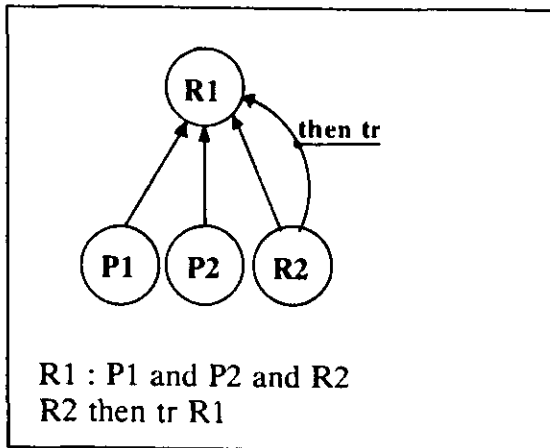 R1
then tr
P1
P2
R2
R1 : P1 and P2 and R2
R2 then tr R1